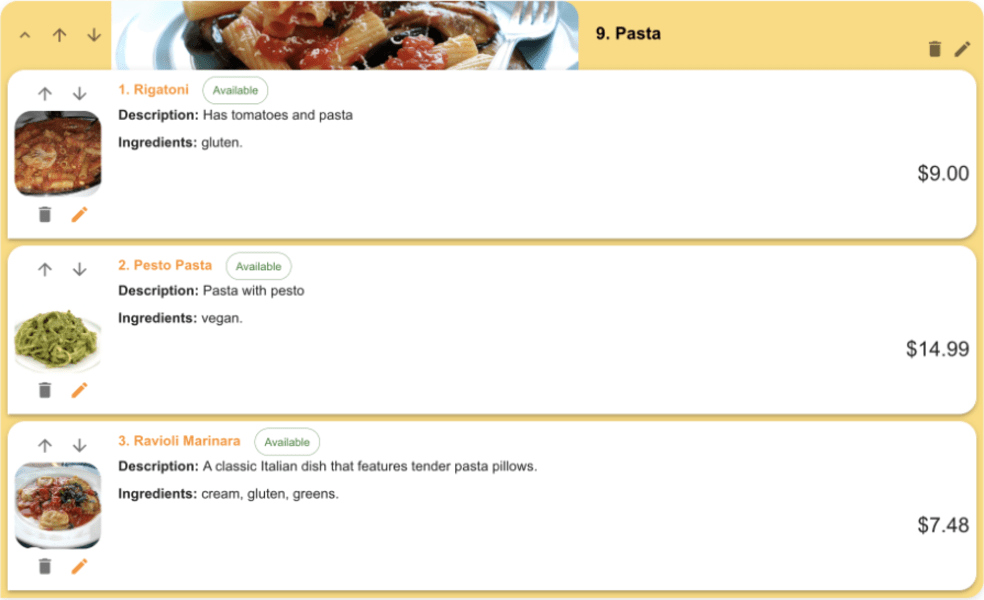 9. Pasta
1. Rigatoni Available
Description: Has tomatoes and pasta
Ingredients: gluten.
$9.00
2. Pesto Pasta Available
Description: Pasta with pesto
Ingredients: vegan.
$14.99
3. Ravioli Marinara Available
Description: A classic Italian dish that features tender pasta pillows.
Ingredients: cream, gluten, greens.
$7.48